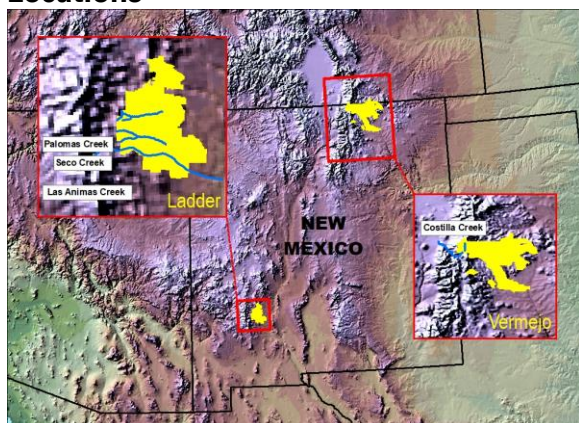 Locations
Palomas Creek
Seco Creek
Las Animas Creek
Ladder
NEW
MEXICO
Costilla Creek
Vermejo